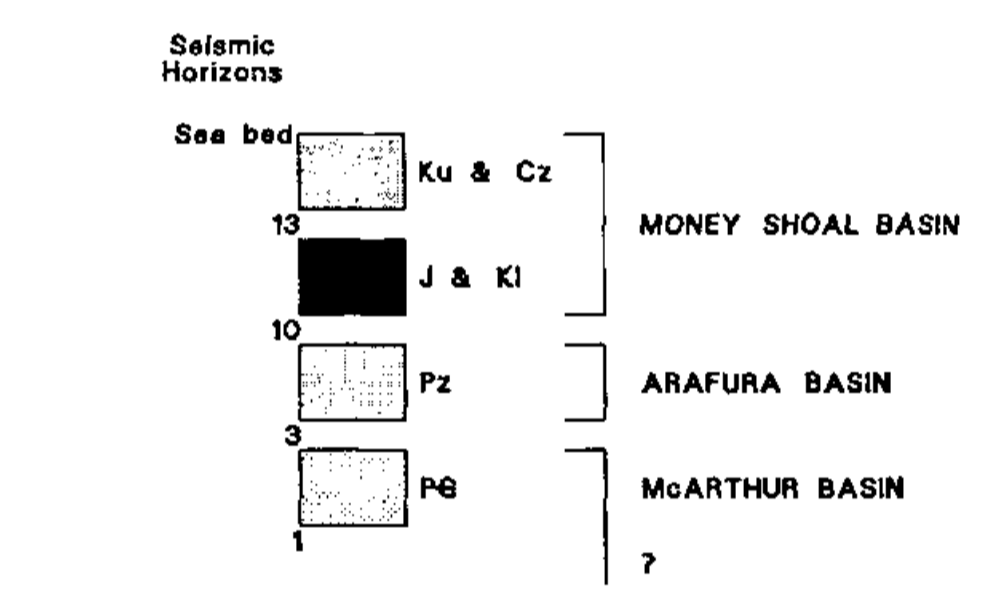 Seismic
Horizons
Sea bed
Ku & Cz
13
MONEY SHOAL BASIN
J & Kl
10
Pz
ARAFURA BASIN
3
PЄ
McARTHUR BASIN
1
?